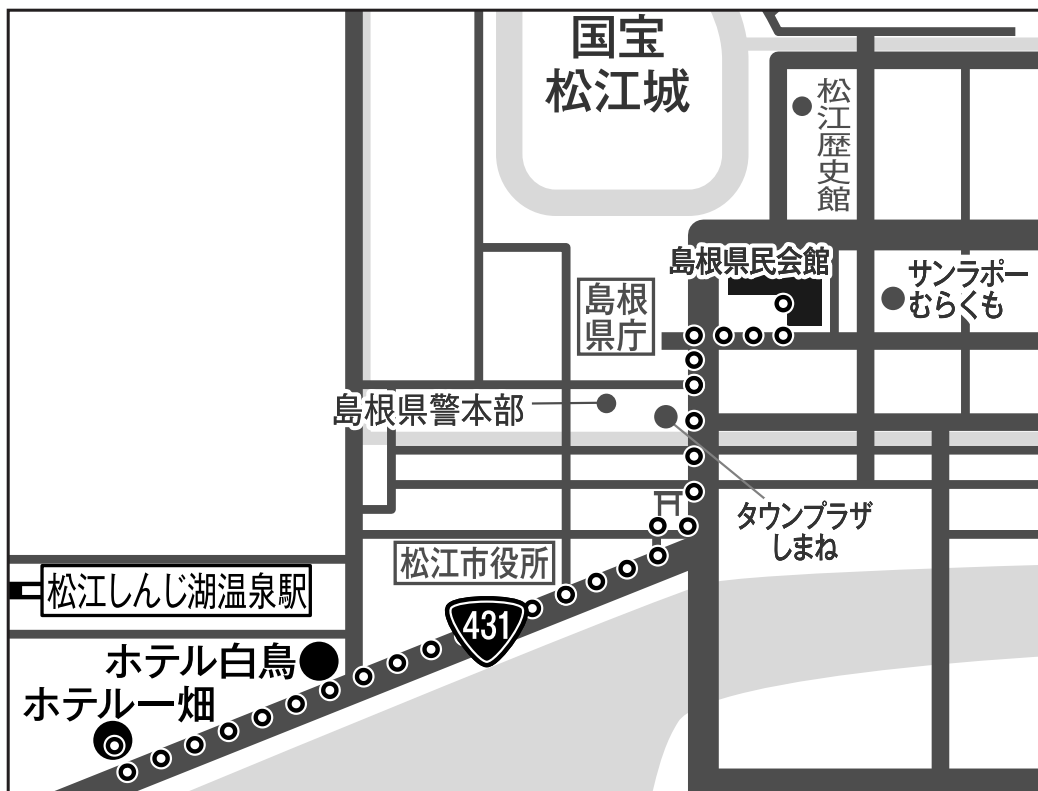 国宝
松江城
松江歴史館
島根県民会館
サンラポー
むらくも
島根
県庁
島根県警本部
タウンプラザ
しまね
松江市役所
松江しんじ湖温泉駅
431
ホテル白鳥
ホテル一畑